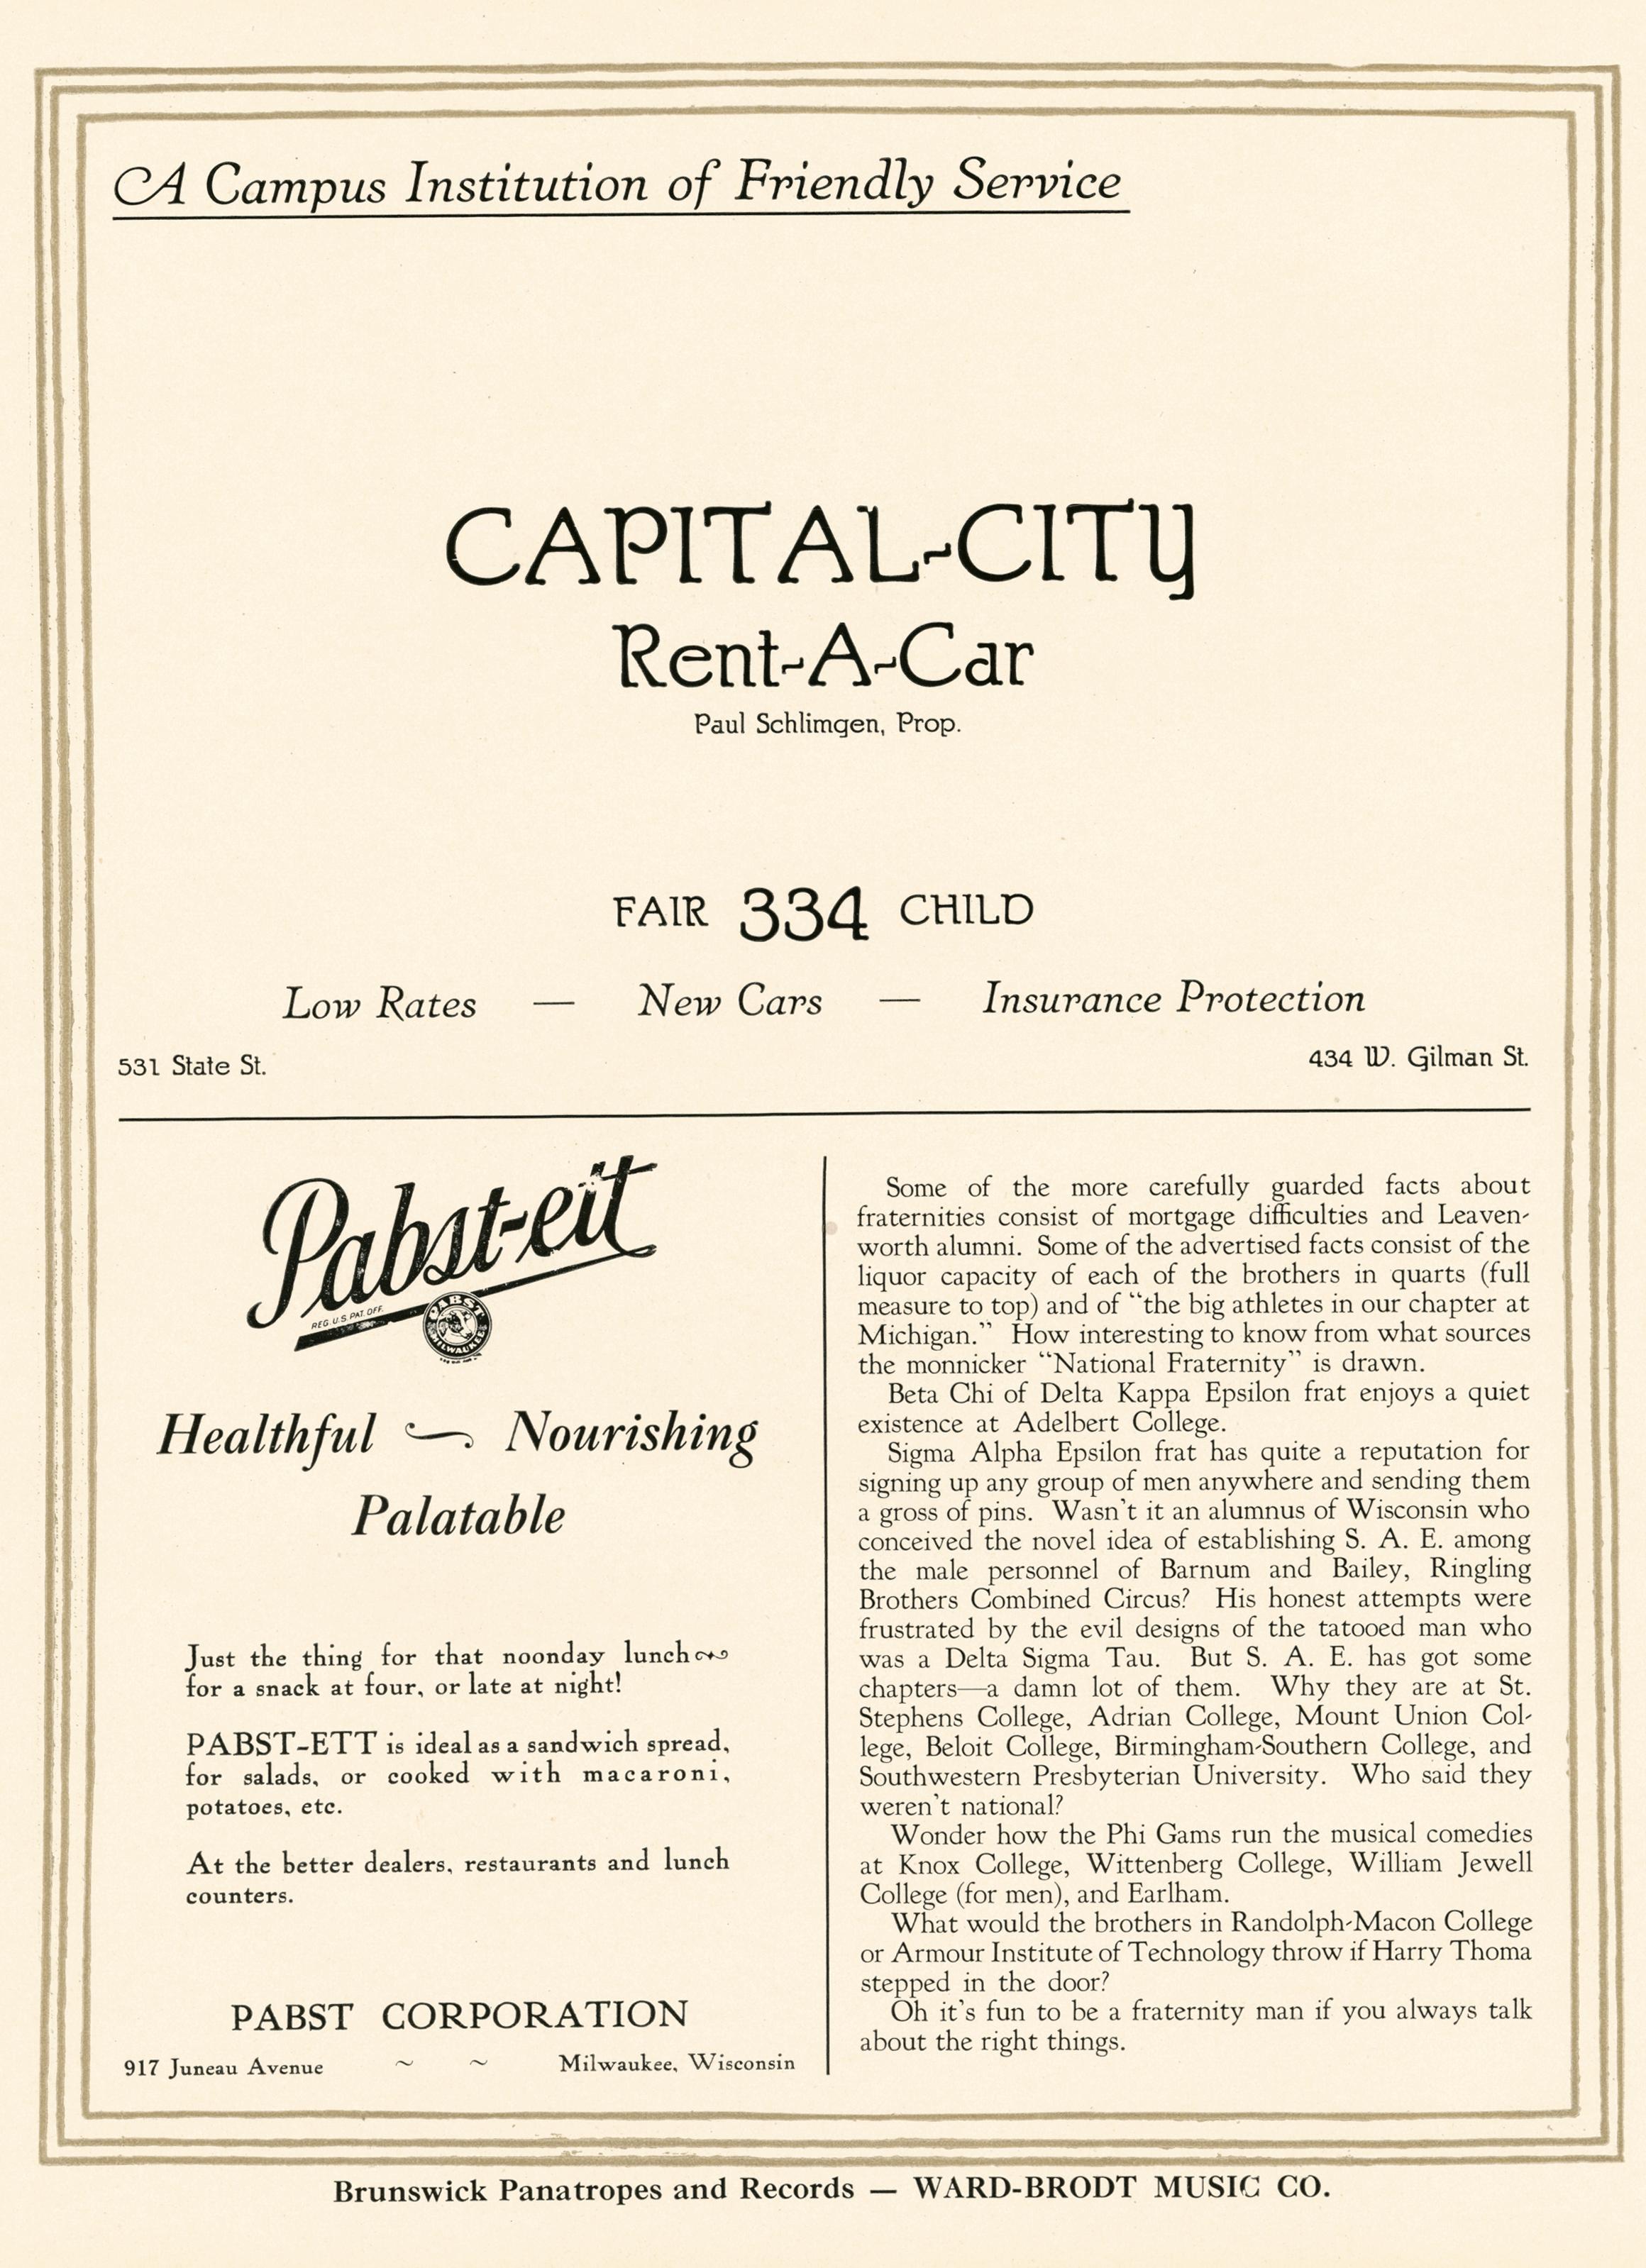 A Campus Institution of Friendly Service
CAPITAL-CITY
Rent-A-Car
Paul Schlimgen, Prop.
FAIR 334 CHILD
Low Rates — New Cars — Insurance Protection
531 State St. 434 W. Gilman St.
Pabst-ett
REG. U.S. PAT. OFF.
PABST
MILWAUKEE
Healthful ~ Nourishing
Palatable
Just the thing for that noonday lunch~
for a snack at four, or late at night!
PABST-ETT is ideal as a sandwich spread,
for salads, or cooked with macaroni,
potatoes, etc.
At the better dealers, restaurants and lunch
counters.
PABST CORPORATION
917 Juneau Avenue ~ ~ Milwaukee, Wisconsin
Some of the more carefully guarded facts about
fraternities consist of mortgage difficulties and Leaven-
worth alumni. Some of the advertised facts consist of the
liquor capacity of each of the brothers in quarts (full
measure to top) and of “the big athletes in our chapter at
Michigan.” How interesting to know from what sources
the monnicker “National Fraternity” is drawn.
Beta Chi of Delta Kappa Epsilon frat enjoys a quiet
existence at Adelbert College.
Sigma Alpha Epsilon frat has quite a reputation for
signing up any group of men anywhere and sending them
a gross of pins. Wasn't it an alumnus of Wisconsin who
conceived the novel idea of establishing S. A. E. among
the male personnel of Barnum and Bailey, Ringling
Brothers Combined Circus? His honest attempts were
frustrated by the evil designs of the tatooed man who
was a Delta Sigma Tau. But S. A. E. has got some
chapters—a damn lot of them. Why they are at St.
Stephens College, Adrian College, Mount Union Col-
lege, Beloit College, Birmingham-Southern College, and
Southwestern Presbyterian University. Who said they
weren't national?
Wonder how the Phi Gams run the musical comedies
at Knox College, Wittenberg College, William Jewell
College (for men), and Earlham.
What would the brothers in Randolph-Macon College
or Armour Institute of Technology throw if Harry Thoma
stepped in the door?
Oh it's fun to be a fraternity man if you always talk
about the right things.
Brunswick Panatropes and Records — WARD-BRODT MUSIC CO.